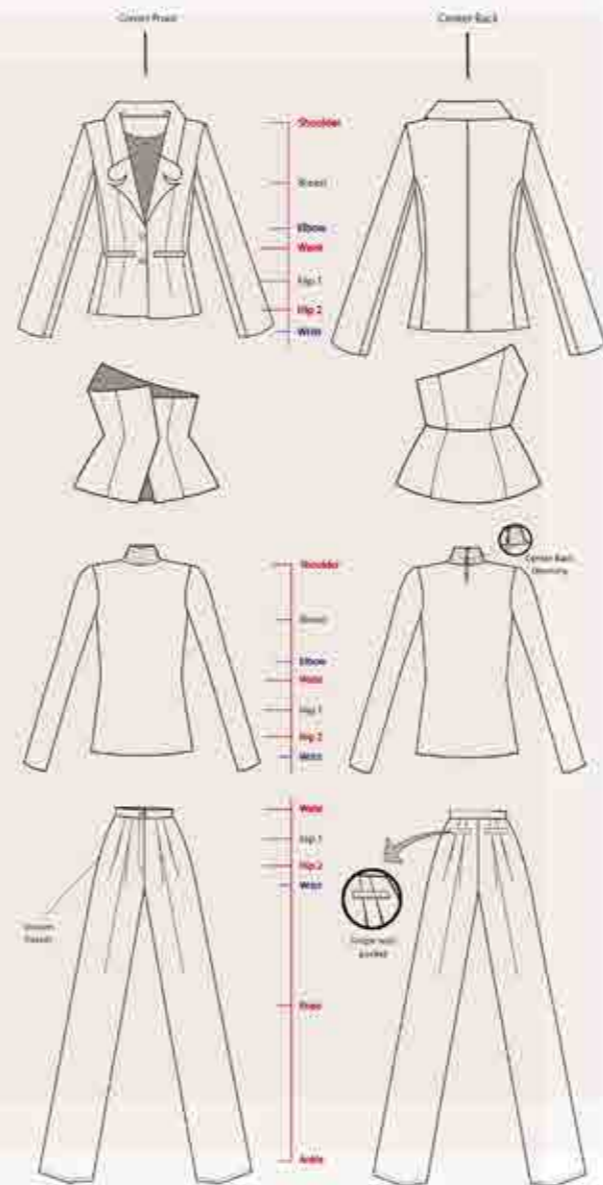 Center Front
Center Back
Shoulder
Breast
Elbow
Waist
Hip 1
Hip 2
Wrist
Center Back
Shoulder
Breast
Elbow
Waist
Hip 1
Hip 2
Wrist
Waist
Hip 1
Hip 2
Wrist
pocket
Knee
Ankle